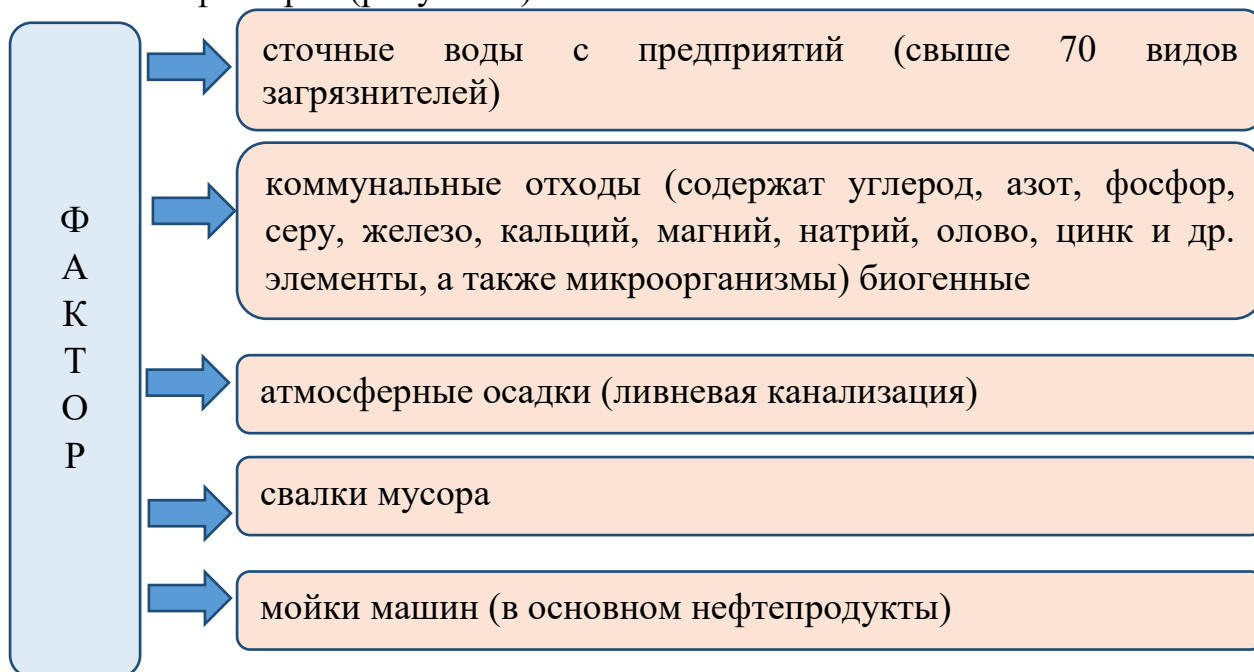 Ф
А
К
Т
О
Р
сточные воды с предприятий (свыше 70 видов
загрязнителей)
коммунальные отходы (содержат углерод, азот, фосфор,
серу, железо, кальций, магний, натрий, олово, цинк и др.
элементы, а также микроорганизмы) биогенные
атмосферные осадки (ливневая канализация)
свалки мусора
мойки машин (в основном нефтепродукты)